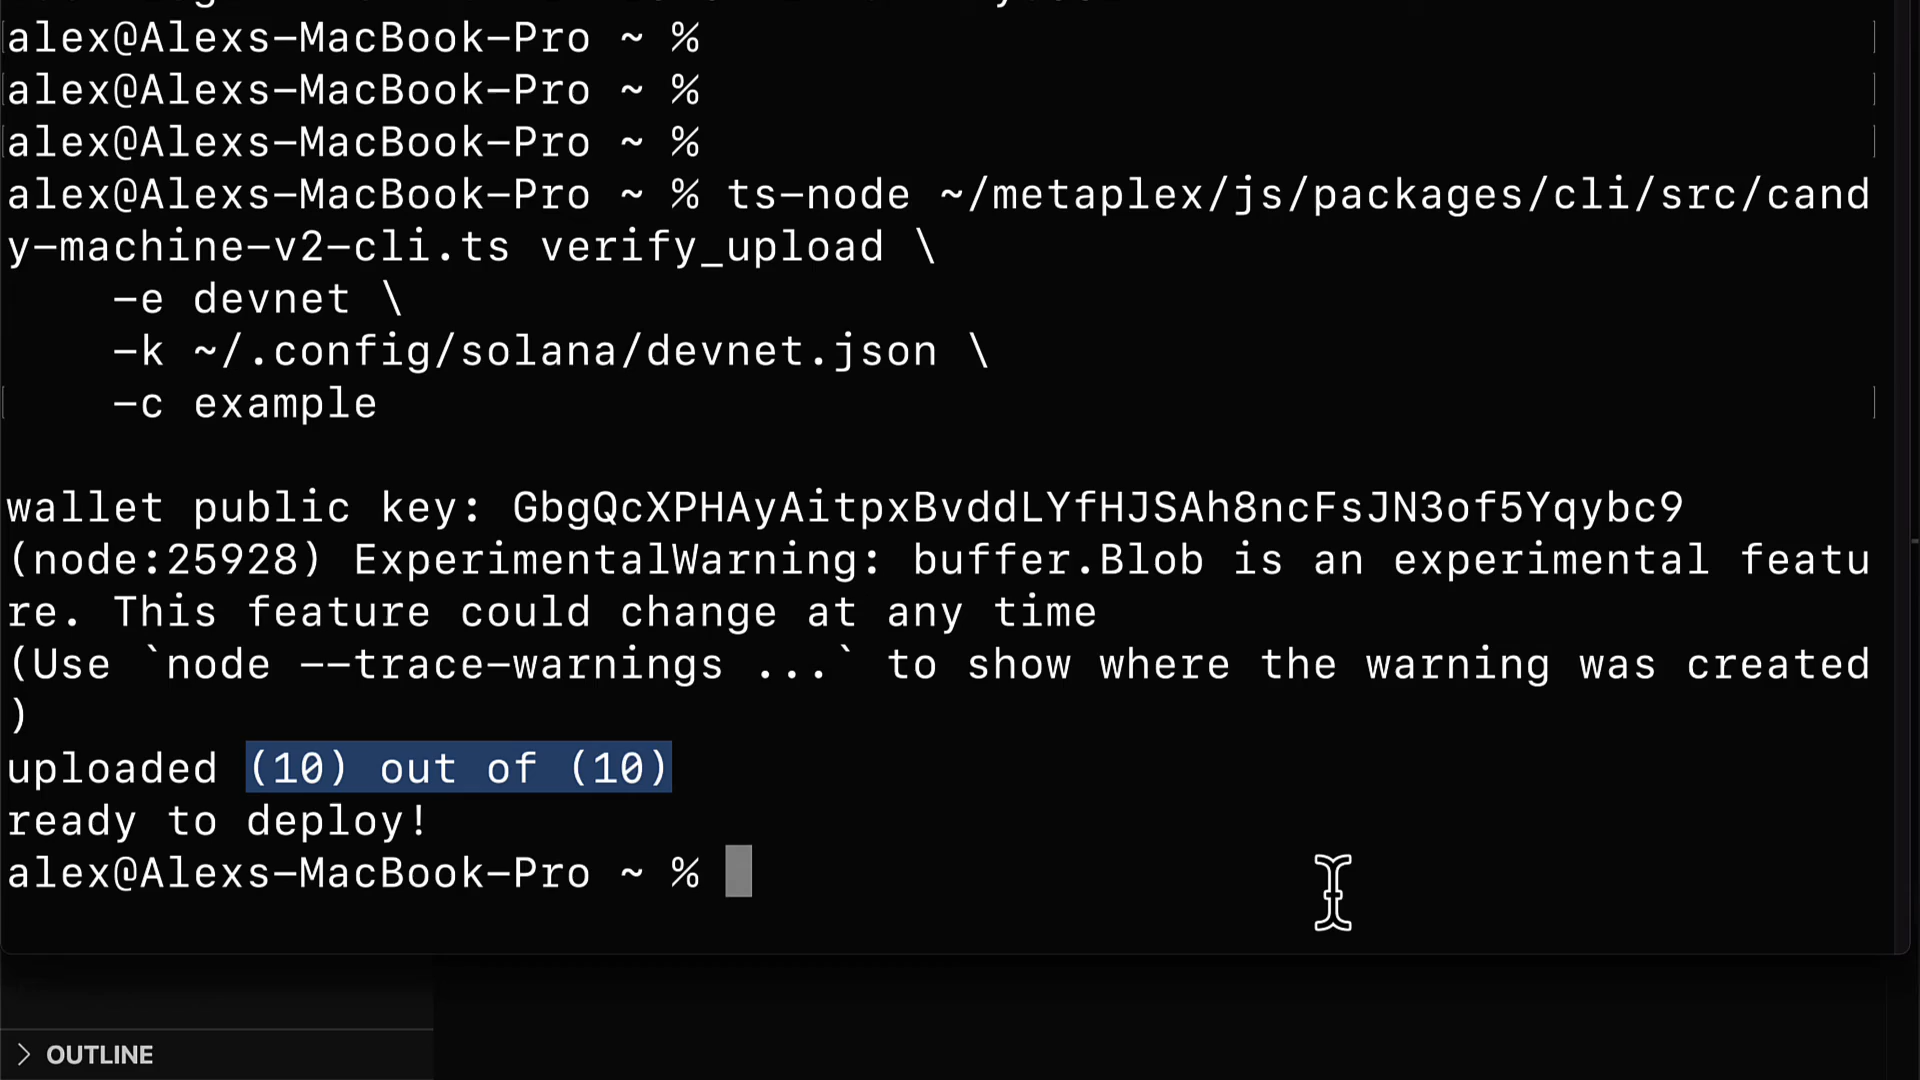 alex@Alexs-MacBook-Pro ~ %
alex@Alexs-MacBook-Pro ~ %
alex@Alexs-MacBook-Pro ~ %
alex@Alexs-MacBook-Pro ~ % ts-node ~/metaplex/js/packages/cli/src/cand
y-machine-v2-cli.ts verify_upload \
-e devnet \
-k ~/.config/solana/devnet.json \
-c example
wallet public key: GbgQcXPHAyAitpxBvddLYfHJSAh8ncFsJN3of5Yqybc9
(node:25928) ExperimentalWarning: buffer.Blob is an experimental featu
re. This feature could change at any time
(Use `node --trace-warnings ...` to show where the warning was created
)
uploaded (10) out of (10)
ready to deploy!
alex@Alexs-MacBook-Pro ~ %
OUTLINE